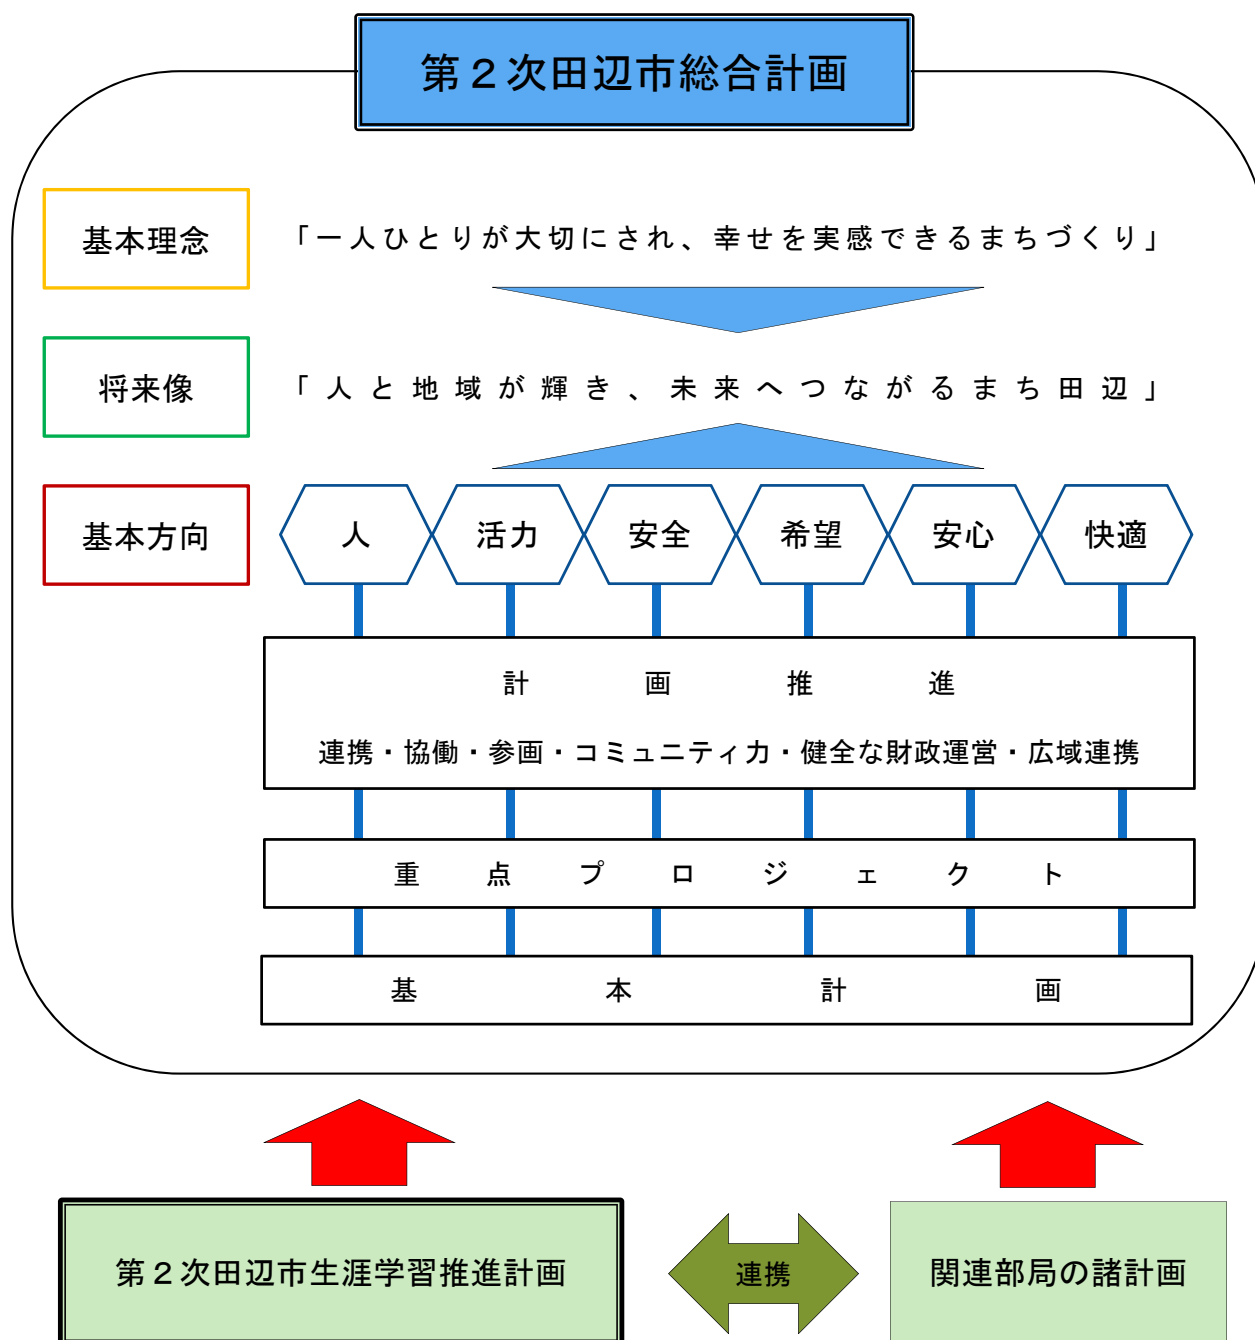 第２次田辺市総合計画
基本理念
「一人ひとりが大切にされ、幸せを実感できるまちづくり」
将来像
「人と地域が輝き、未来へつながるまち田辺」
基本方向
人
活力
安全
希望
安心
快適
計画推進
連携・協働・参画・コミュニティ力・健全な財政運営・広域連携
重点プロジェクト
基本計画
第２次田辺市生涯学習推進計画
連携
関連部局の諸計画